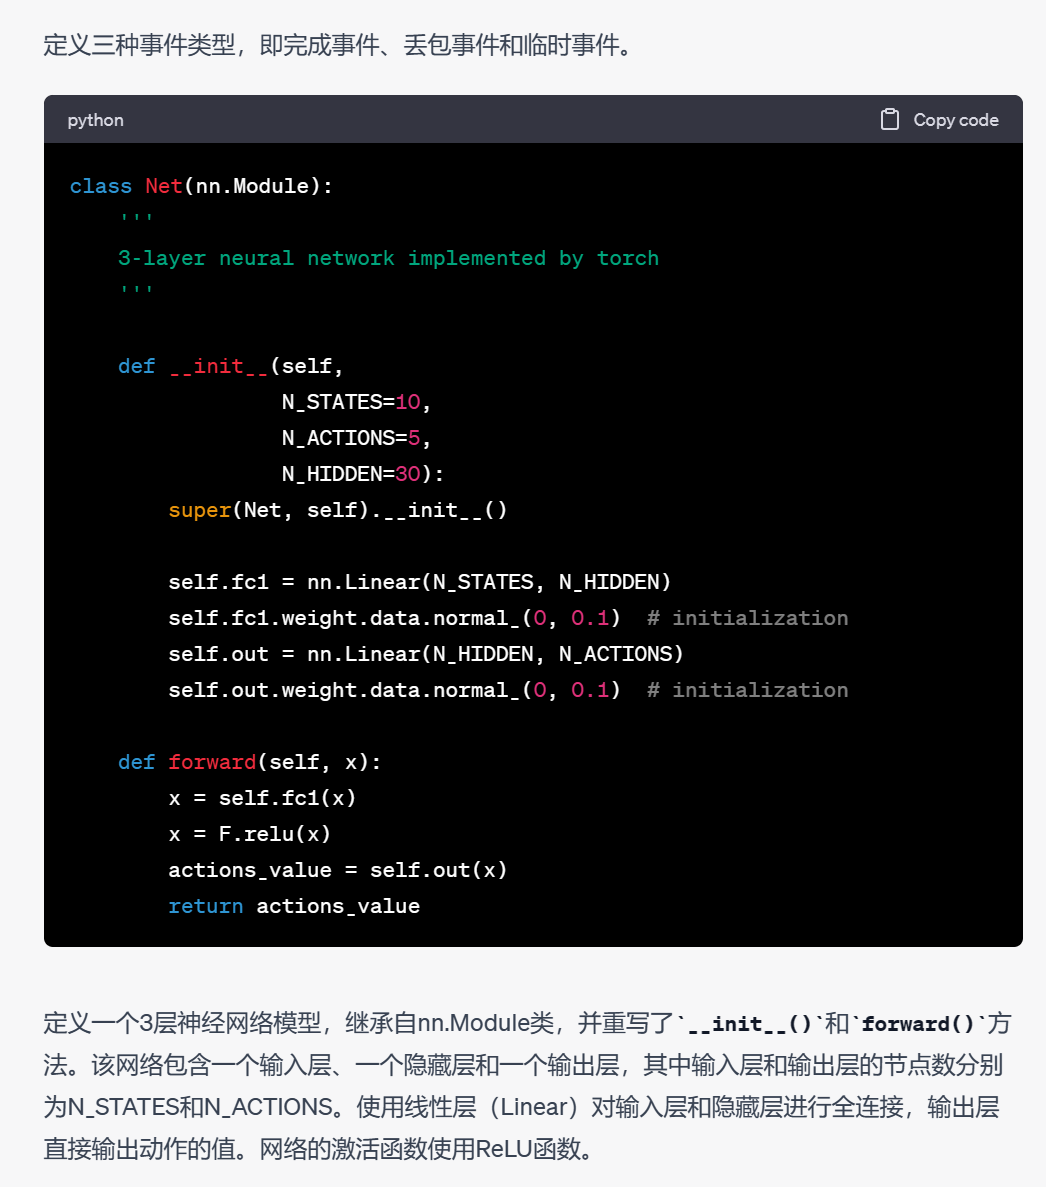 定义三种事件类型，即完成事件、丢包事件和临时事件。
python
Copy code
class Net(nn.Module):
    '''
    3-layer neural network implemented by torch
    '''
    def __init__(self,
                 N_STATES=10,
                 N_ACTIONS=5,
                 N_HIDDEN=30):
        super(Net, self).__init__()
        self.fc1 = nn.Linear(N_STATES, N_HIDDEN)
        self.fc1.weight.data.normal_(0, 0.1)  # initialization
        self.out = nn.Linear(N_HIDDEN, N_ACTIONS)
        self.out.weight.data.normal_(0, 0.1)  # initialization
    def forward(self, x):
        x = self.fc1(x)
        x = F.relu(x)
        actions_value = self.out(x)
        return actions_value
定义一个3层神经网络模型，继承自nn.Module类，并重写了`__init__()`和`forward()`方
法。该网络包含一个输入层、一个隐藏层和一个输出层，其中输入层和输出层的节点数分别
为N_STATES和N_ACTIONS。使用线性层（Linear）对输入层和隐藏层进行全连接，输出层
直接输出动作的值。网络的激活函数使用ReLU函数。